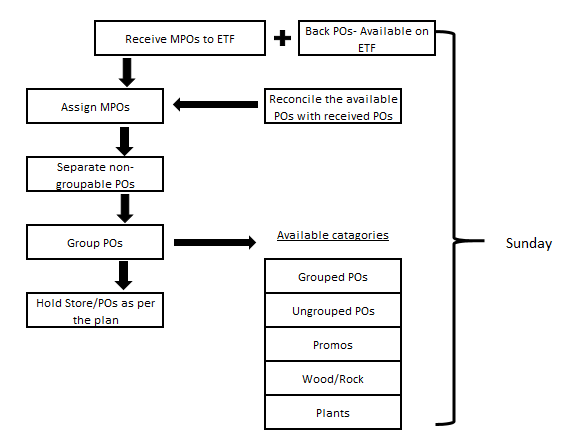 Receive MPOs to ETF
Back POs- Available on
ETF
Assign MPOs
Reconcile the available
POs with received POs
Separate non-
groupable POs
Group POs
Available catagories
Sunday
Hold Store/POs as per
the plan
Grouped POs
Ungrouped POs
Promos
Wood/Rock
Plants